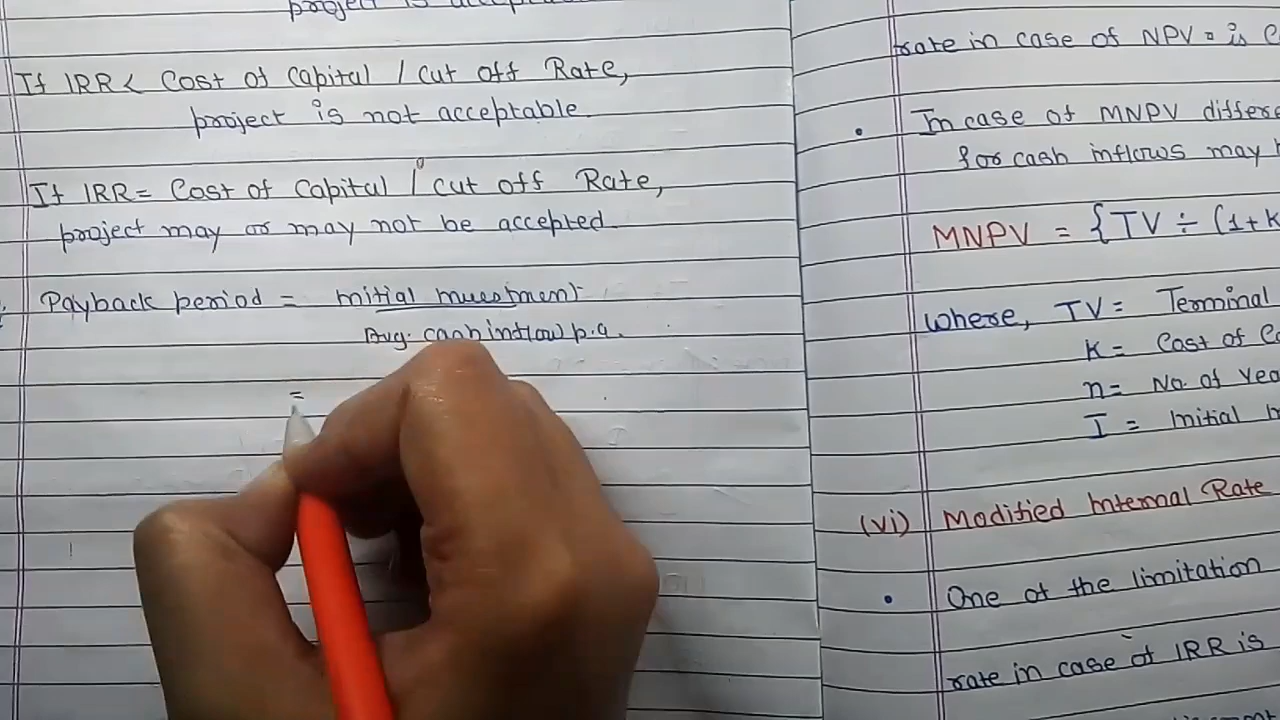 project is
If IRR < Cost of Capital / Cut off Rate,
project is not acceptable.
If IRR = Cost of Capital / cut off Rate,
project may or may not be accepted.
Payback period = Initial Investment
Avg. cash inflow p.a.
=
rate in case of NPV is
In case of MNPV
for cash inflows may
MNPV = {TV ÷ (1+K
where, TV = Terminal
K = Cost of
n = No. of
I = Initial
(vi) Modified Internal Rate
One of the limitation
rate in case of IRR is